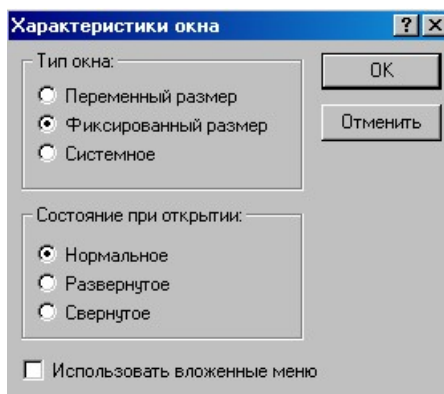 Характеристики окна
Тип окна:
Переменный размер
Фиксированный размер
Системное
OK
Отменить
Состояние при открытии:
Нормальное
Развернутое
Свернутое
Использовать вложенные меню